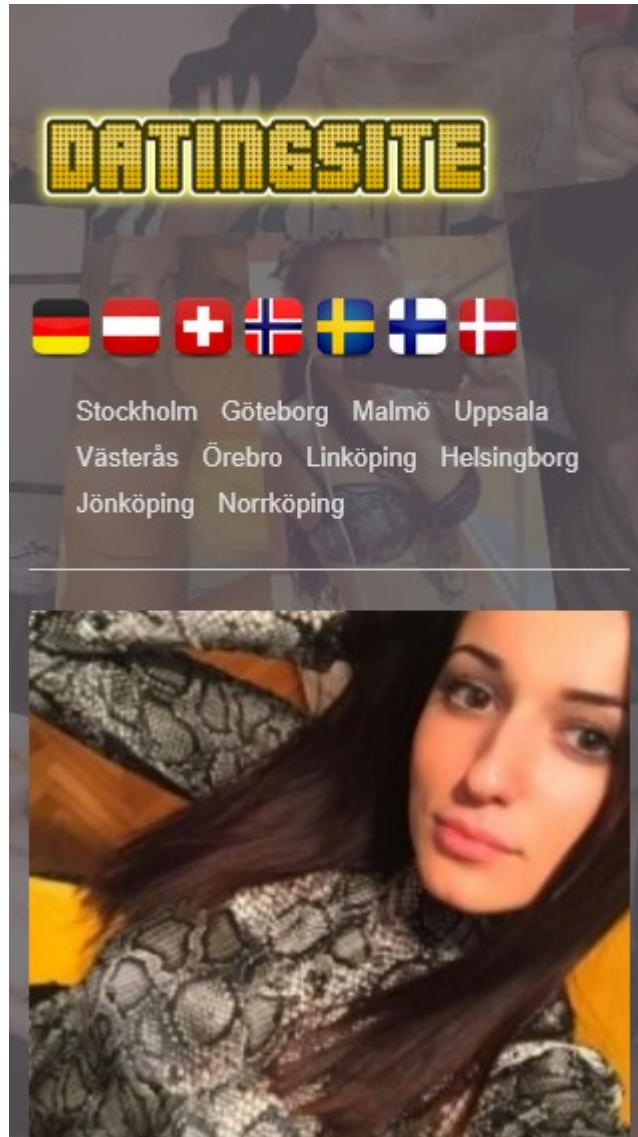 DATINGSITE
Stockholm Göteborg Malmö Uppsala
Västerås Örebro Linköping Helsingborg
Jönköping Norrköping